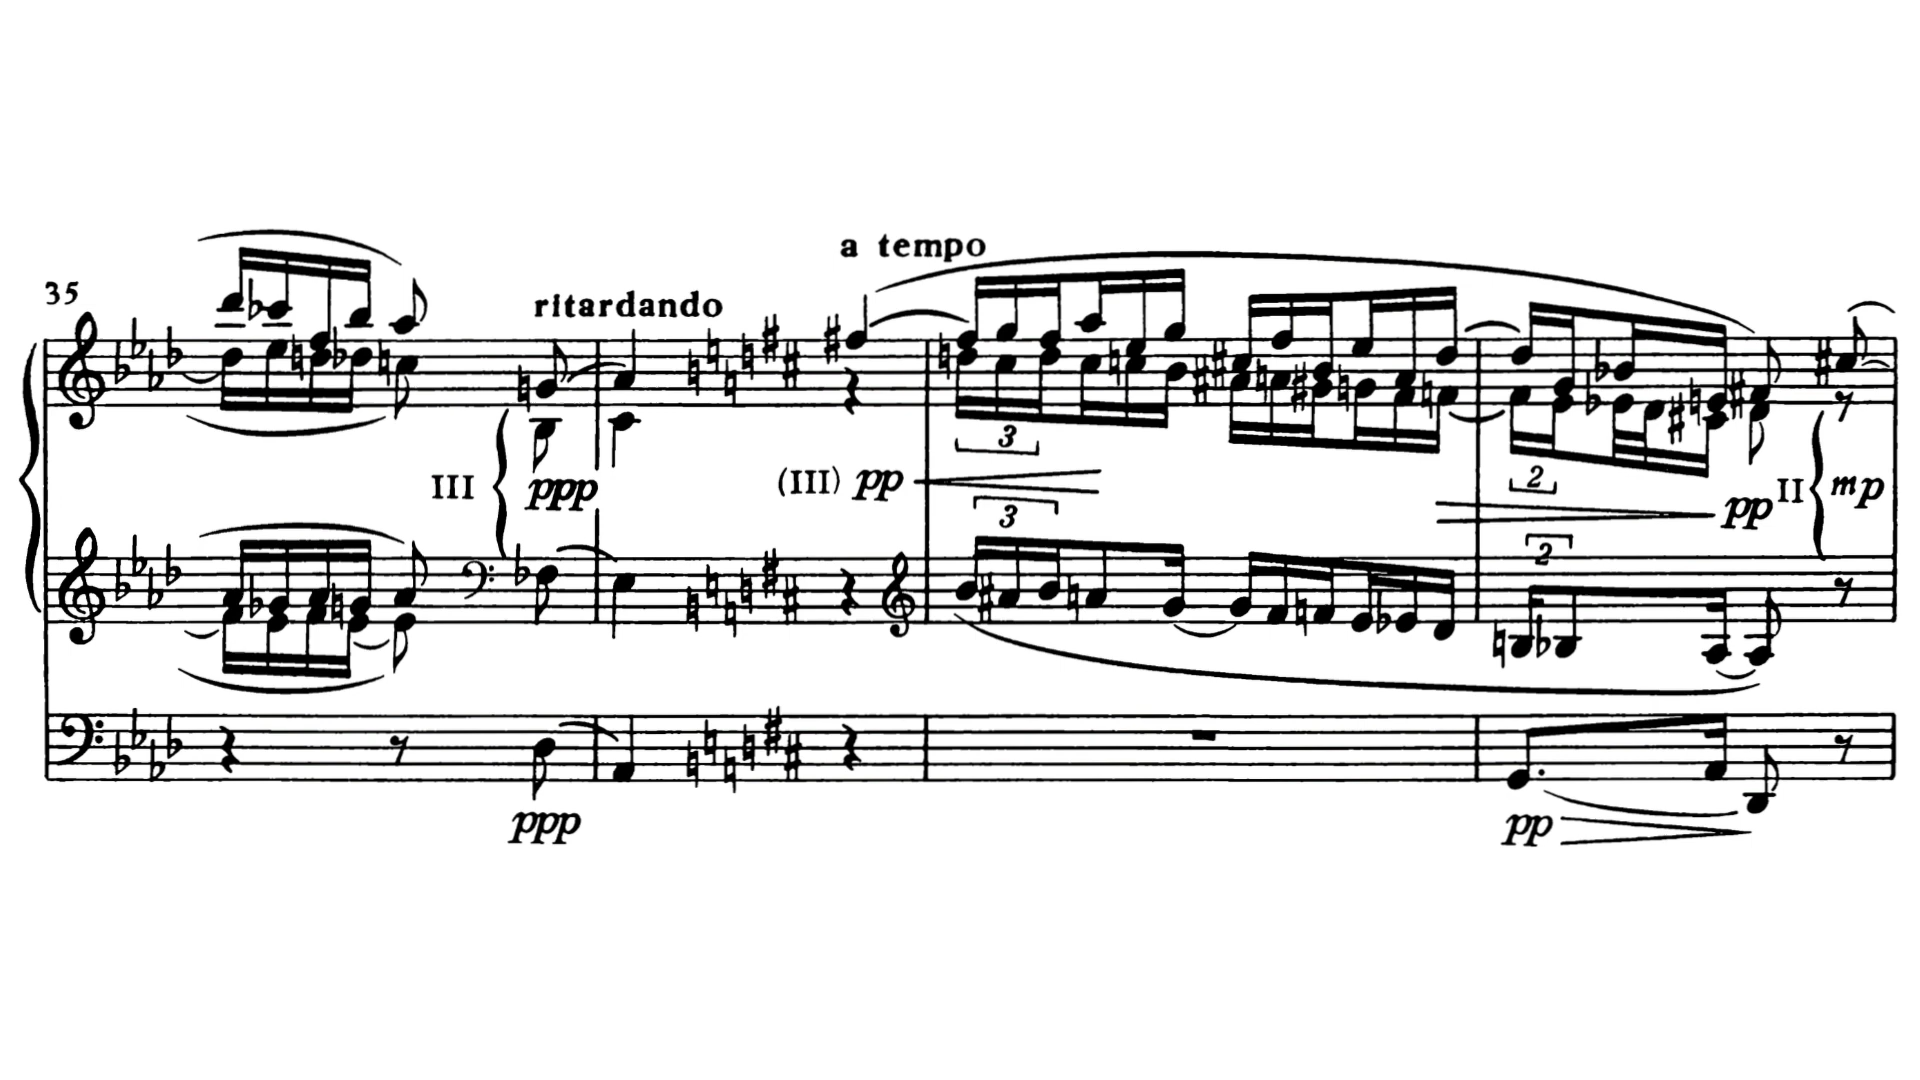 a tempo
35
ritardando
III
ppp
(III) pp
3
3
2
pp
II
mp
2
ppp
pp